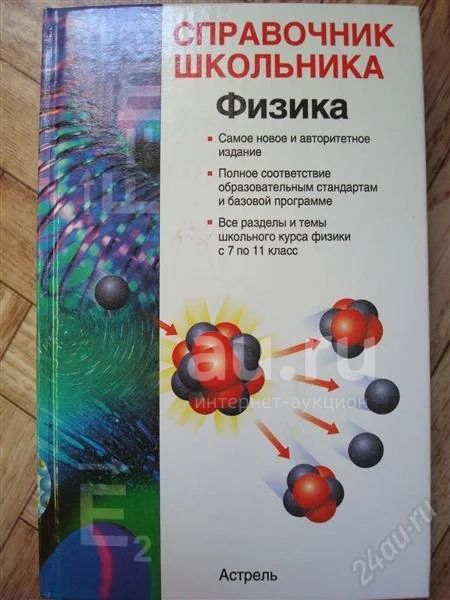 СПРАВОЧНИК
ШКОЛЬНИКА
Физика
Самое новое и авторитетное
издание
Полное соответствие
образовательным стандартам
и базовой программе
Все разделы и темы
школьного курса физики
с 7 по 11 класс
au.ru
интернет-аукцион
E
2
Астрель
24au.ru